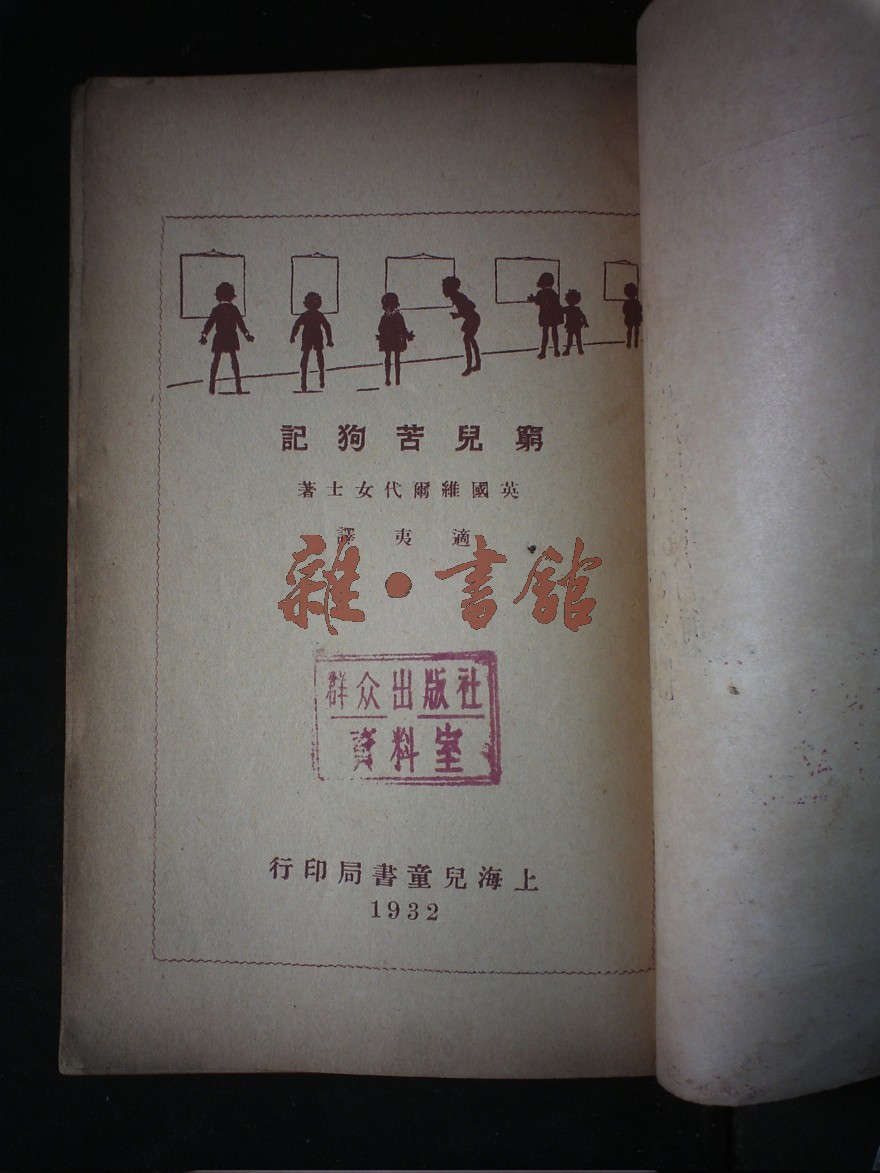 窮兒苦狗記
英國維爾代女士著
適夷譯
雜·書館
群众出版社
資料室
上海兒童書局印行
1932